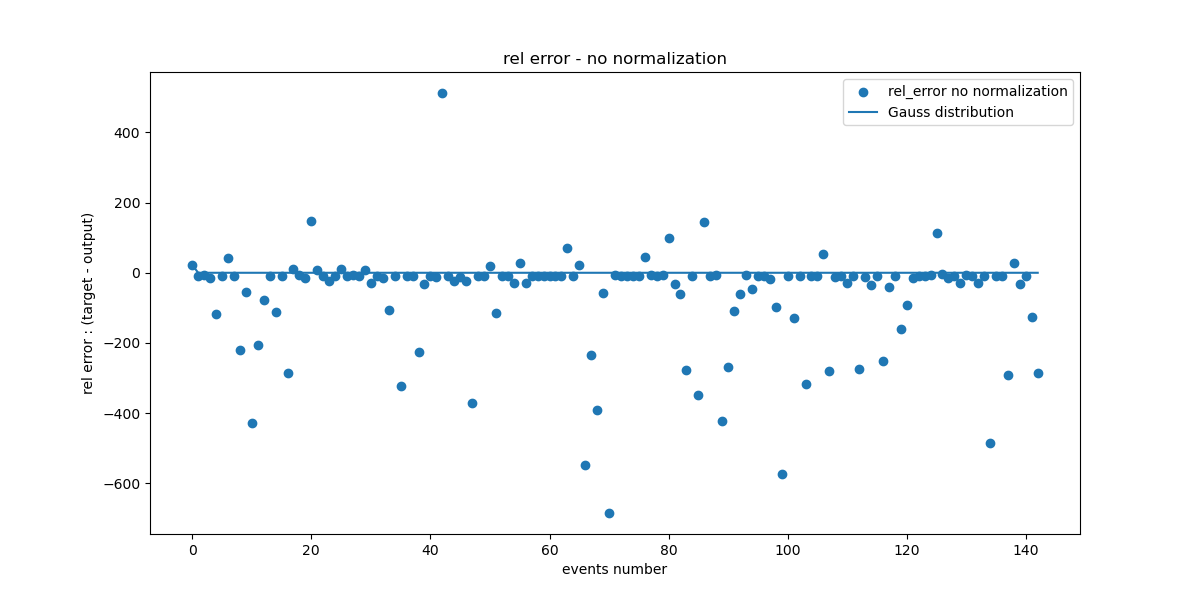 rel error - no normalization
rel_error no normalization
Gauss distribution
rel error : (target - output)
400
200
0
−200
−400
−600
0 20 40 60 80 100 120 140
events number